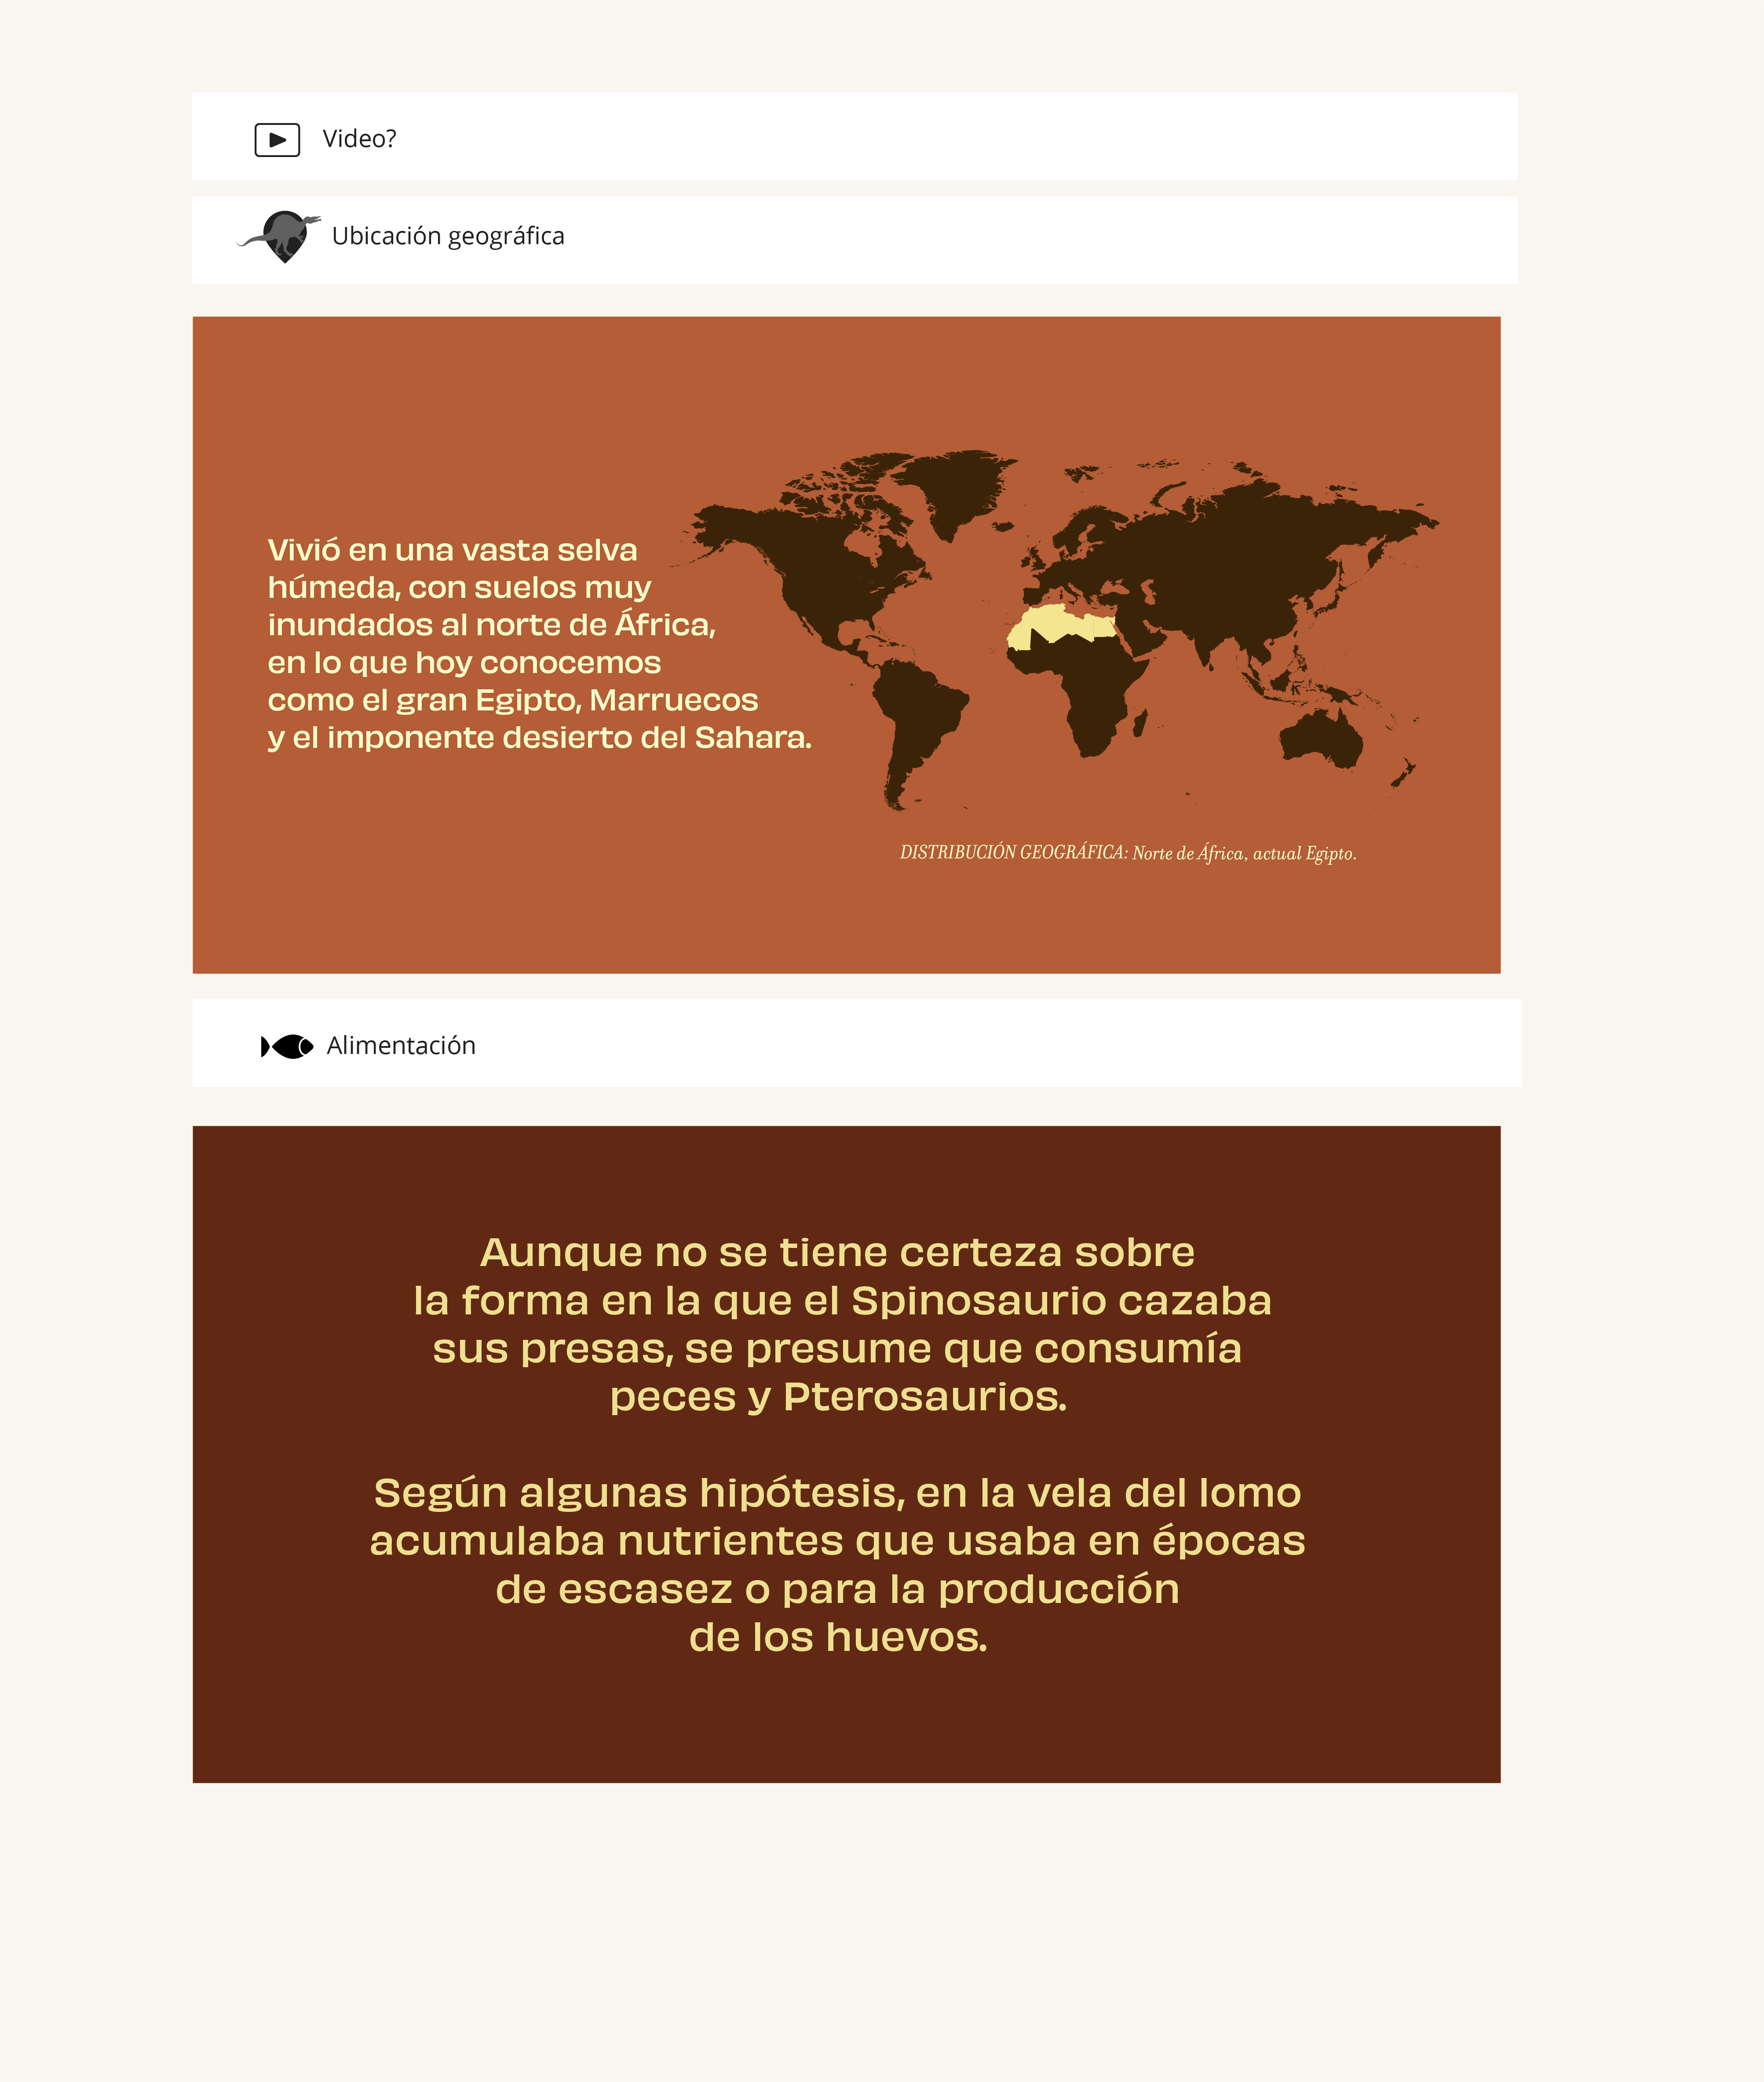 Video?
Ubicación geográfica
Vivió en una vasta selva
húmeda, con suelos muy
inundados al norte de África,
en lo que hoy conocemos
como el gran Egipto, Marruecos
y el imponente desierto del Sahara.
DISTRIBUCIÓN GEOGRÁFICA: Norte de África, actual Egipto.
Alimentación
Aunque no se tiene certeza sobre
la forma en la que el Spinosaurio cazaba
sus presas, se presume que consumía
peces y Pterosaurios.
Según algunas hipótesis, en la vela del lomo
acumulaba nutrientes que usaba en épocas
de escasez o para la producción
de los huevos.